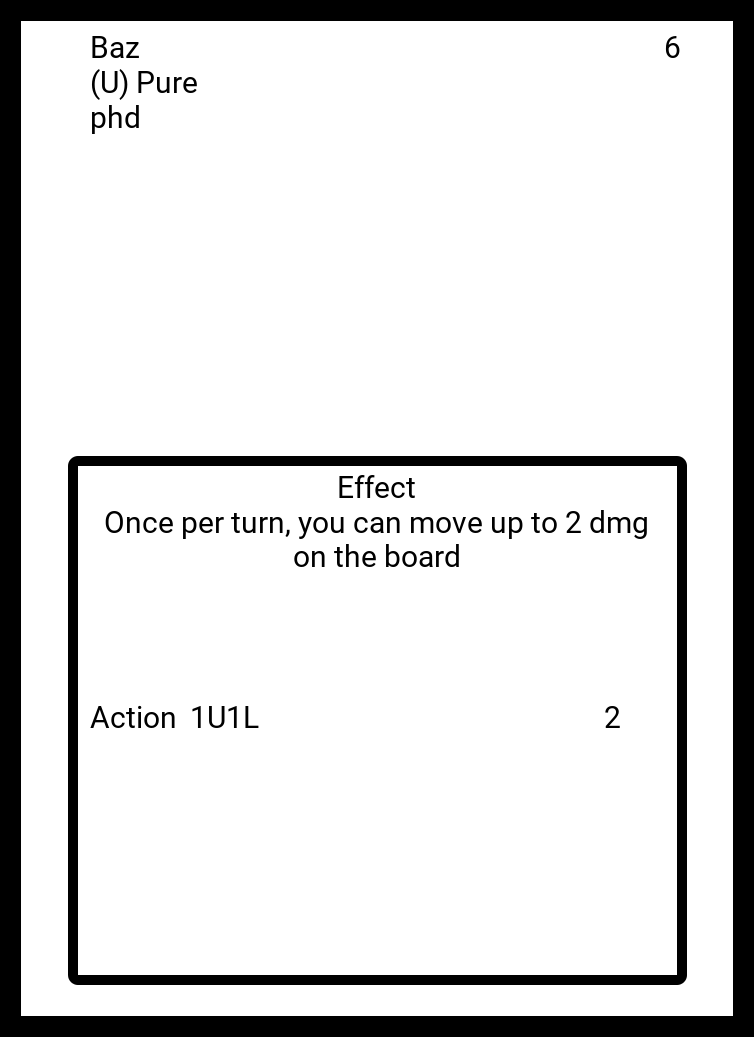 Baz 6
(U) Pure
phd
Effect
Once per turn, you can move up to 2 dmg
on the board
Action 1U1L 2